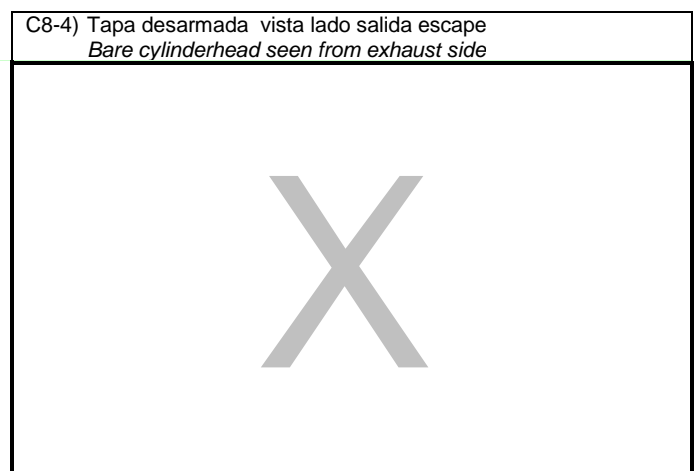 C8-4) Tapa desarmada vista lado salida escape
Bare cylinderhead seen from exhaust side
X